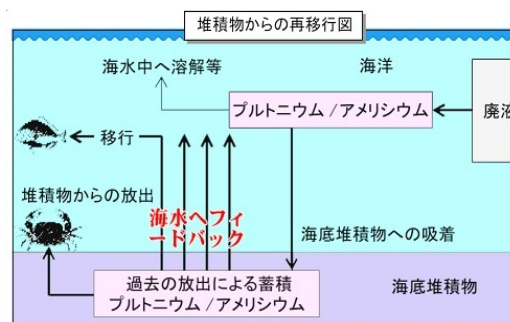 堆積物からの再移行図
海水中へ溶解等
海洋
プルトニウム/アメリシウム
廃液
移行
堆積物からの放出
海水へフィ
ードバック
海底堆積物への吸着
過去の放出による蓄積
プルトニウム/アメリシウム
海底堆積物